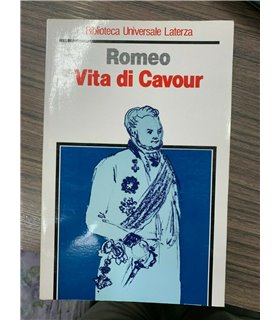 Biblioteca Universale Laterza
Romeo
Vita di Cavour